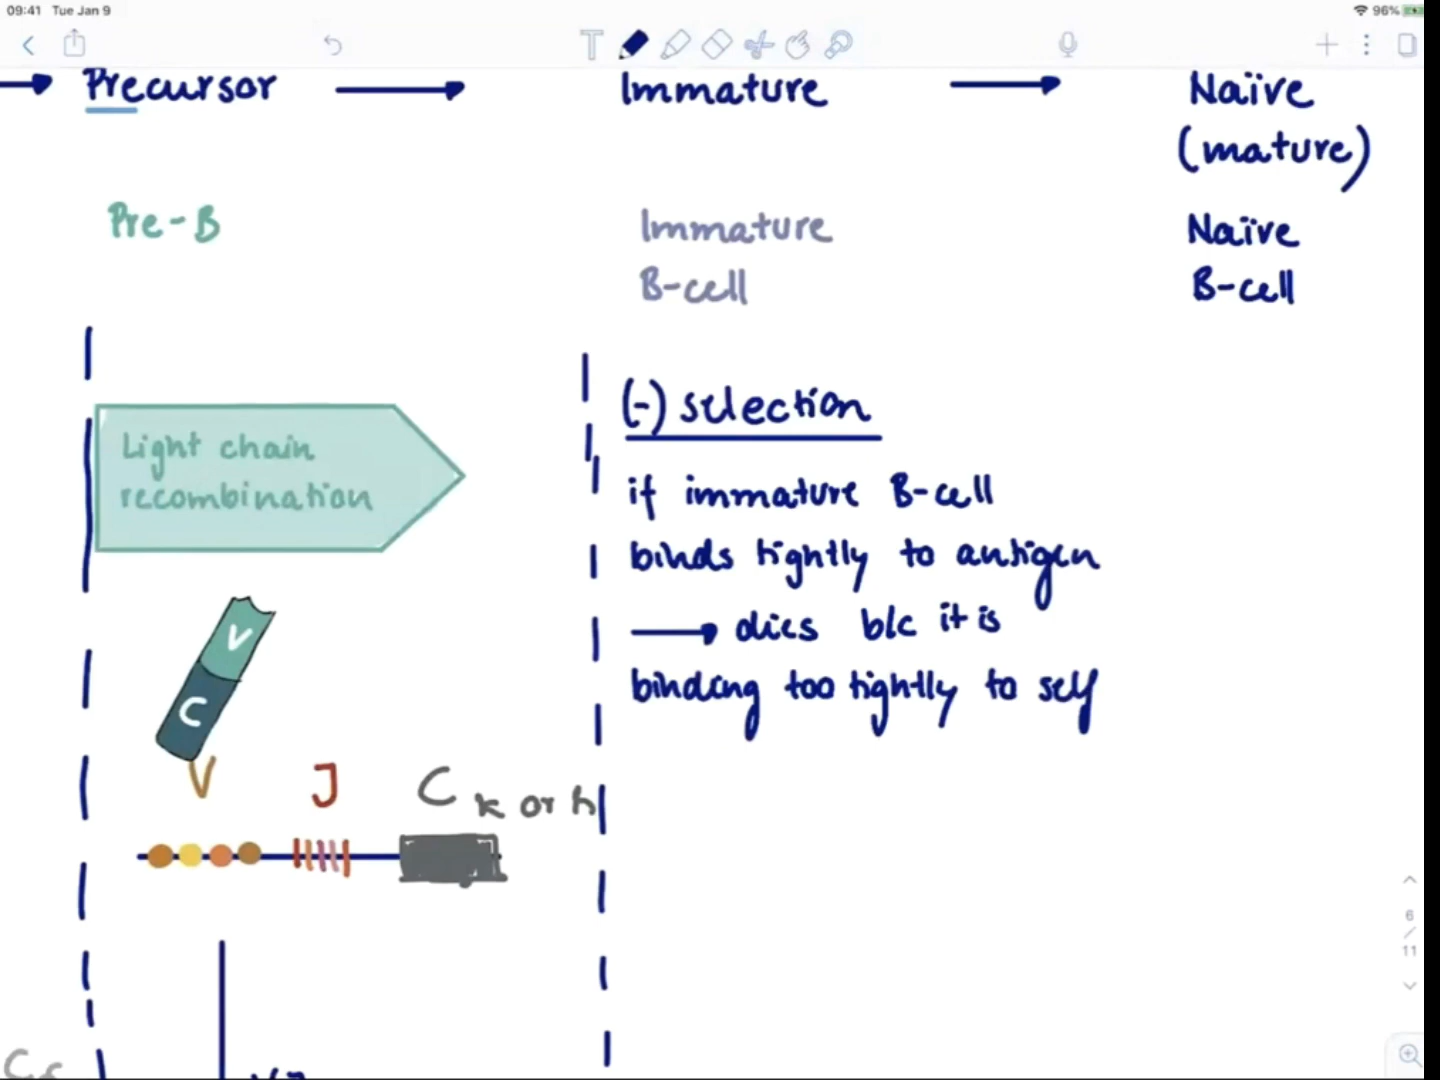 09:41 Tue Jan 9
96%
T
Precursor Immature Naïve
(mature)
Pre-B
Immature
B-cell
Naïve
B-cell
Light chain
recombination
(-) selection
if immature B-cell
binds tightly to antigen
dies b/c it is
binding too tightly to self
V
C
V J C k or
6
/
11